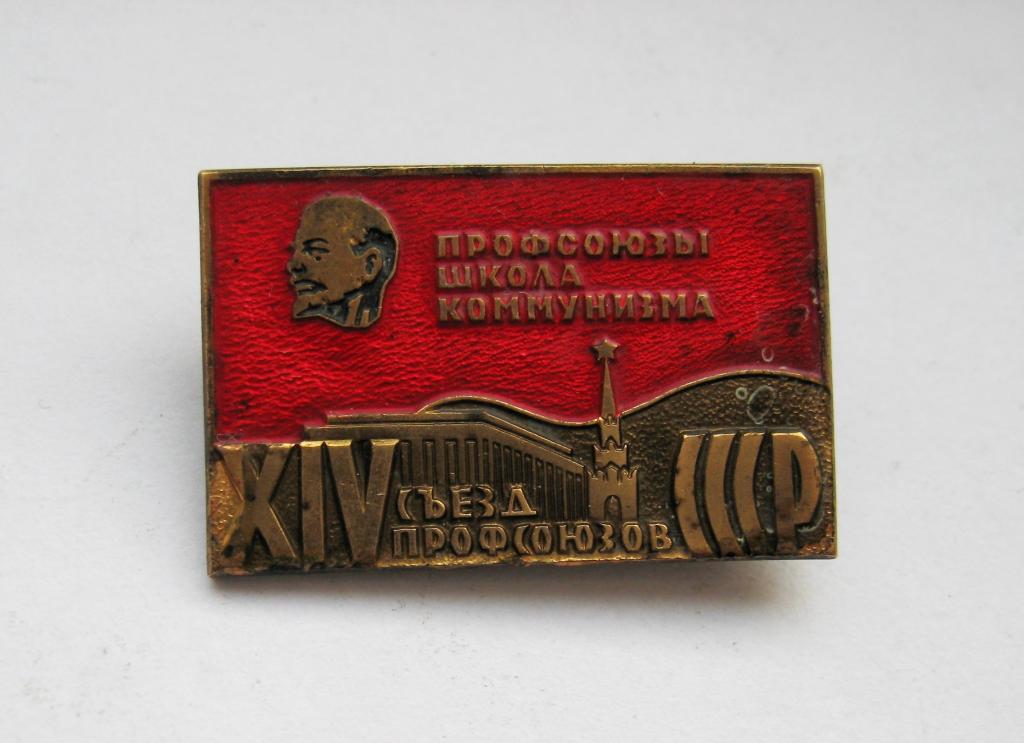 ПРОФСОЮЗЫ
ШКОЛА
КОММУНИЗМА
XIV СЪЕЗД
ПРОФСОЮЗОВ СССР